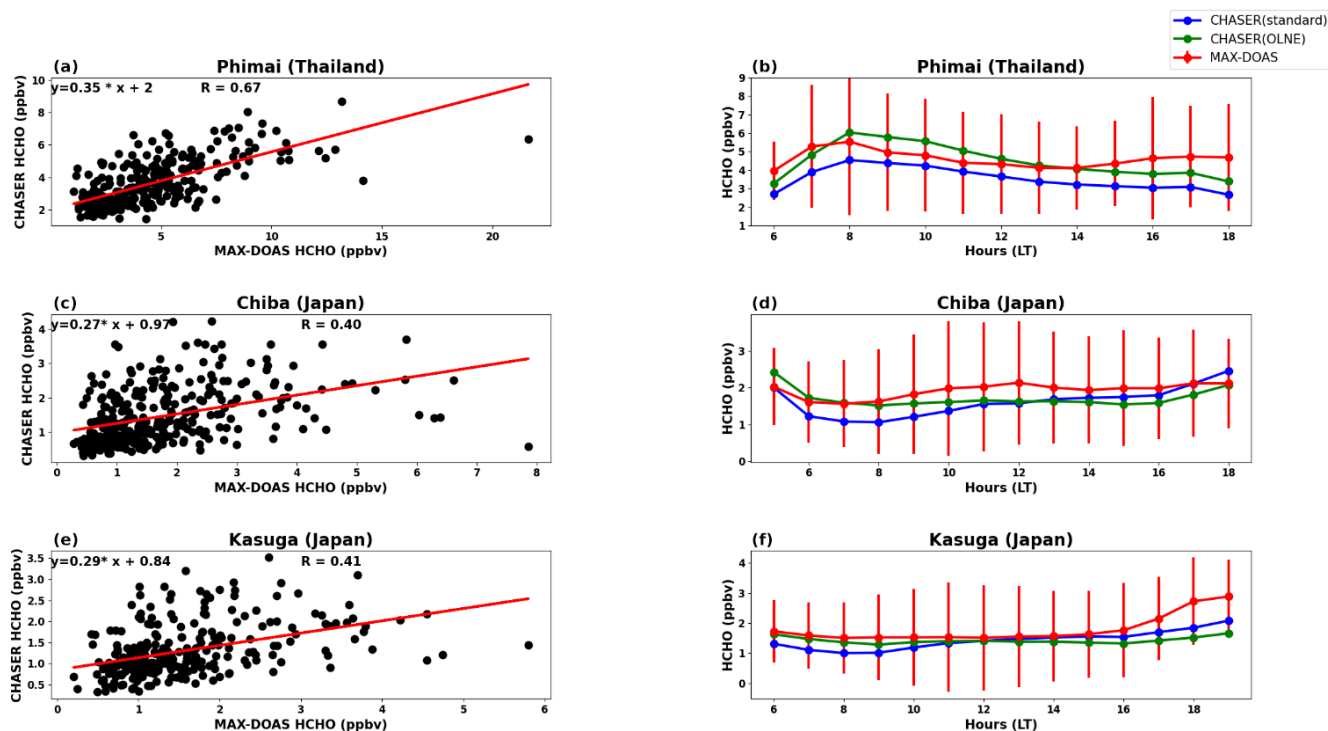 CHASER(standard)
CHASER(OLNE)
MAX-DOAS
(a) Phimai (Thailand)
y=0.35 * x + 2 R = 0.67
CHASER HCHO (ppbv)
10
8
6
4
2
5 10 15 20
MAX-DOAS HCHO (ppbv)
(b) Phimai (Thailand)
HCHO (ppbv)
9
8
7
6
5
4
3
2
1
6 8 10 12 14 16 18
Hours (LT)
(c) Chiba (Japan)
y=0.27* x + 0.97 R = 0.40
CHASER HCHO (ppbv)
4
3
2
1
0 1 2 3 4 5 6 7 8
MAX-DOAS HCHO (ppbv)
(d) Chiba (Japan)
HCHO (ppbv)
3
2
1
0
6 8 10 12 14 16 18
Hours (LT)
(e) Kasuga (Japan)
y=0.29* x + 0.84 R = 0.41
CHASER HCHO (ppbv)
3.5
3.0
2.5
2.0
1.5
1.0
0.5
0 1 2 3 4 5 6
MAX-DOAS HCHO (ppbv)
(f) Kasuga (Japan)
HCHO (ppbv)
4
3
2
1
0
6 8 10 12 14 16 18
Hours (LT)